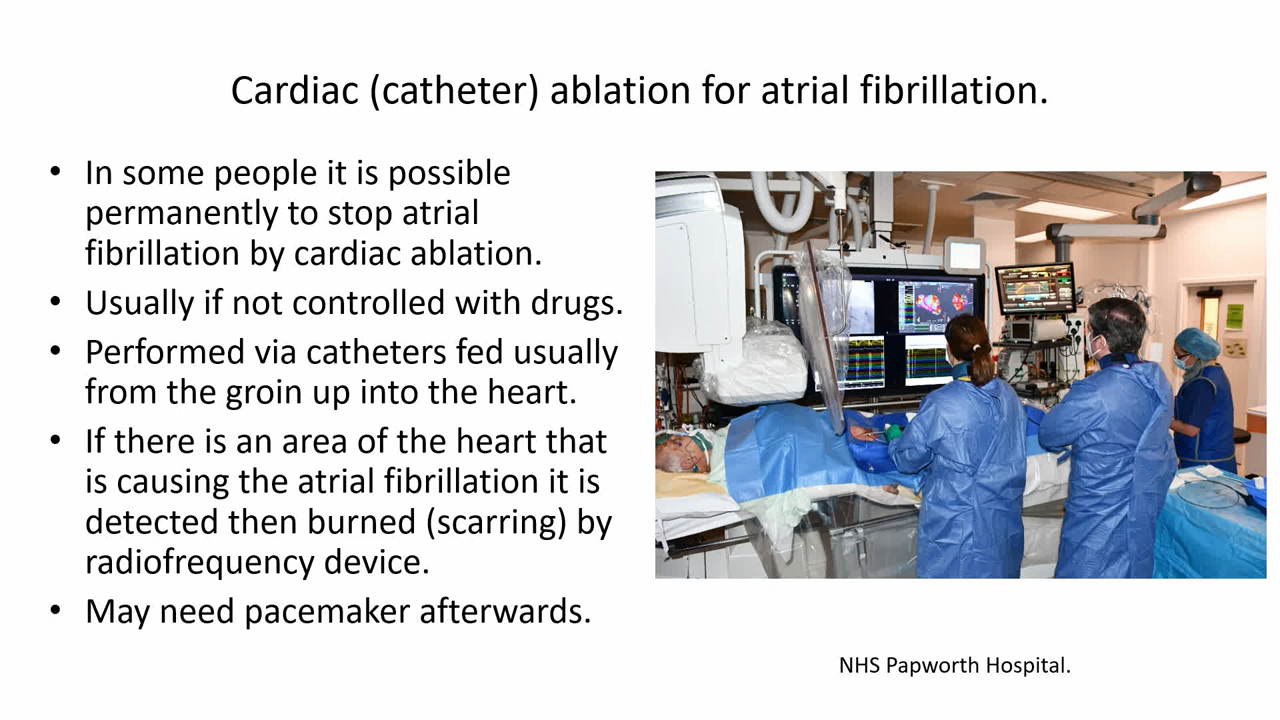 Cardiac (catheter) ablation for atrial fibrillation.
• In some people it is possible
permanently to stop atrial
fibrillation by cardiac ablation.
• Usually if not controlled with drugs.
• Performed via catheters fed usually
from the groin up into the heart.
• If there is an area of the heart that
is causing the atrial fibrillation it is
detected then burned (scarring) by
radiofrequency device.
• May need pacemaker afterwards.
NHS Papworth Hospital.